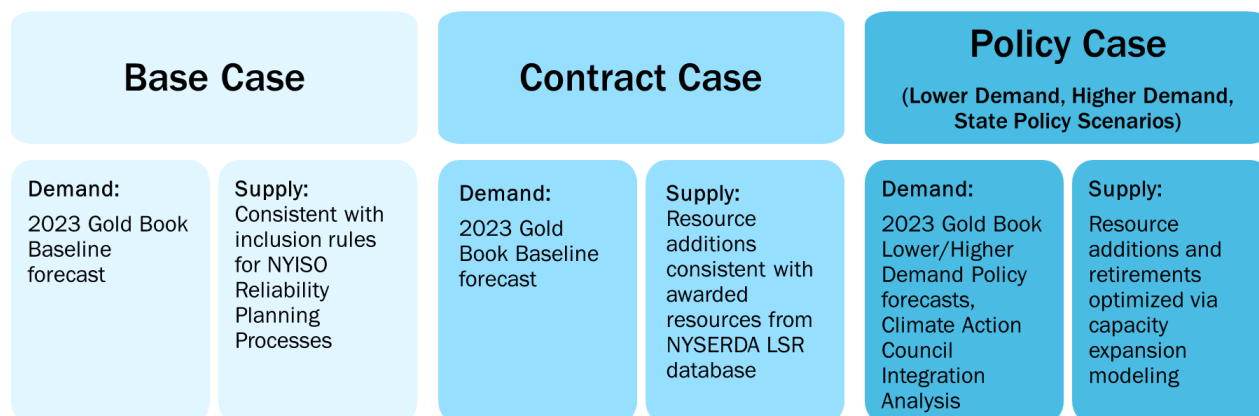 Base Case
Demand:
2023 Gold Book
Baseline
forecast
Supply:
Consistent with
inclusion rules
for NYISO
Reliability
Planning
Processes
Contract Case
Demand:
2023 Gold
Book Baseline
forecast
Supply:
Resource
additions
consistent with
awarded
resources from
NYSERDA LSR
database
Policy Case
(Lower Demand, Higher Demand,
State Policy Scenarios)
Demand:
2023 Gold Book
Lower/Higher
Demand Policy
forecasts,
Climate Action
Council
Integration
Analysis
Supply:
Resource
additions and
retirements
optimized via
capacity
expansion
modeling